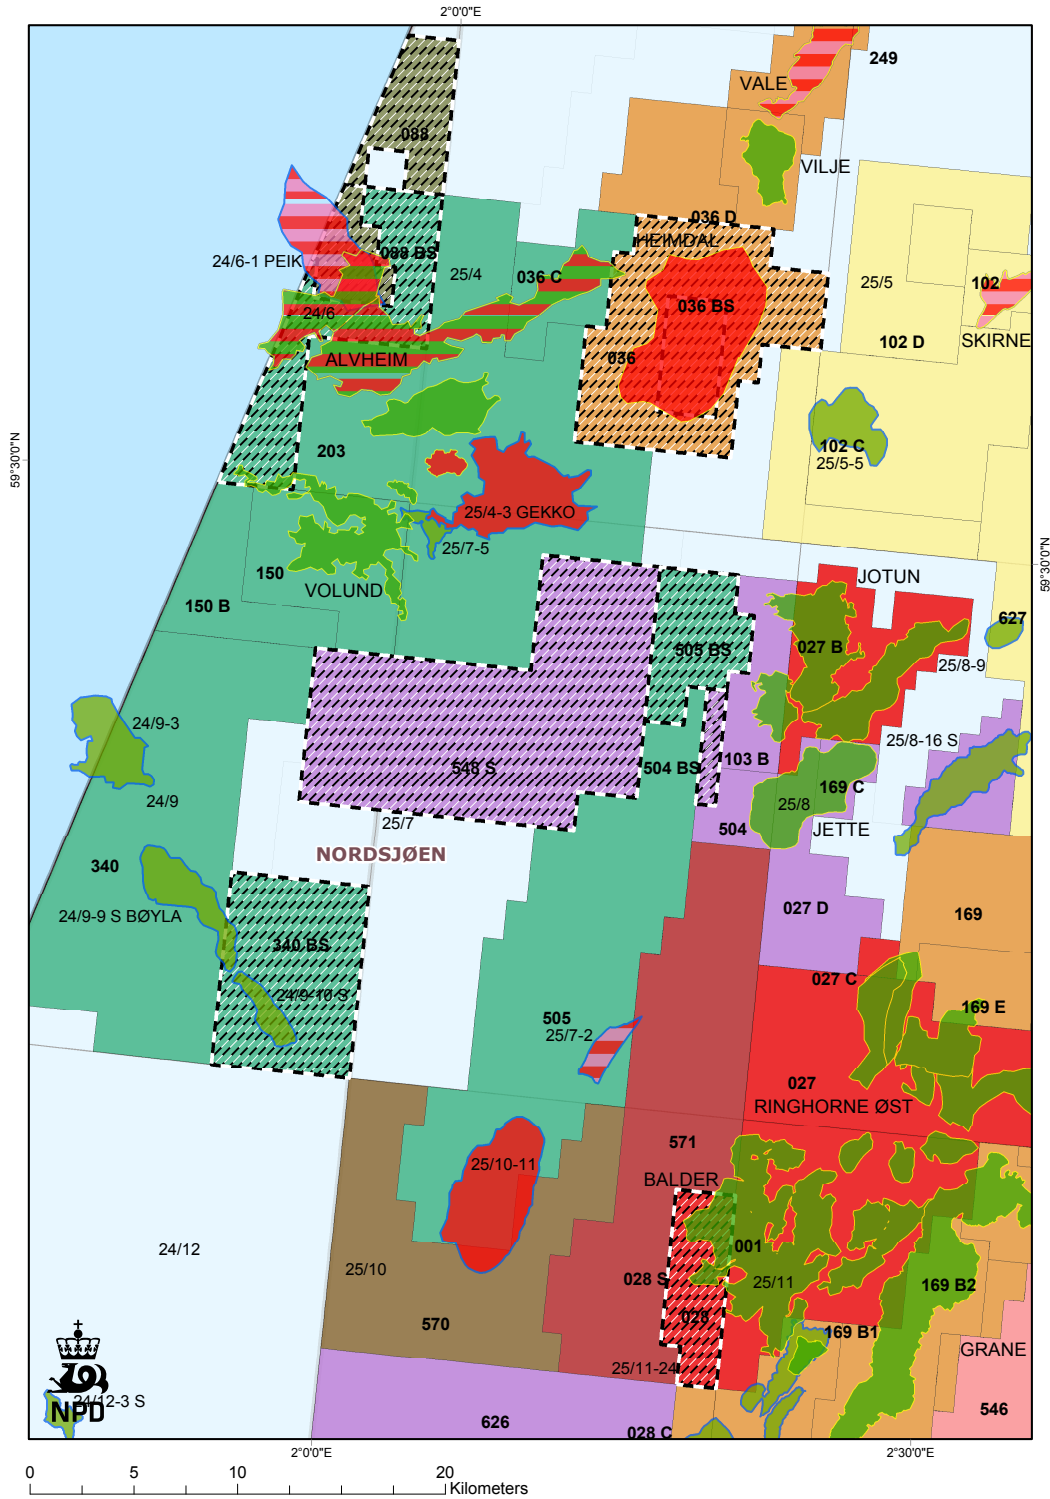 2°0'0"E
249
VALE
088
VILJE
036 D
HEIMDAL
088 BS
24/6-1 PEIK
25/4
036 C
25/5
102
036 BS
24/6
SKIRNE
102 D
ALVHEIM
036
203
102 C
25/5-5
59°30'0"N
25/4-3 GEKKO
25/7-5
59°30'0"N
150
JOTUN
VOLUND
150 B
627
505 BS
027 B
25/8-9
24/9-3
25/8-16 S
103 B
548 S
504 BS
169 C
24/9
25/8
25/7
504
JETTE
NORDSJØEN
340
027 D
169
24/9-9 S BØYLA
340 BS
027 C
24/9-10 S
169 E
505
25/7-2
027
RINGHORNE ØST
571
25/10-11
BALDER
24/12
001
25/10
028 S
25/11
169 B2
028
570
169 B1
GRANE
25/11-24
24/12-3 S
NPD
546
626
028 C
2°0'0"E
2°30'0"E
0 5 10 20
Kilometers